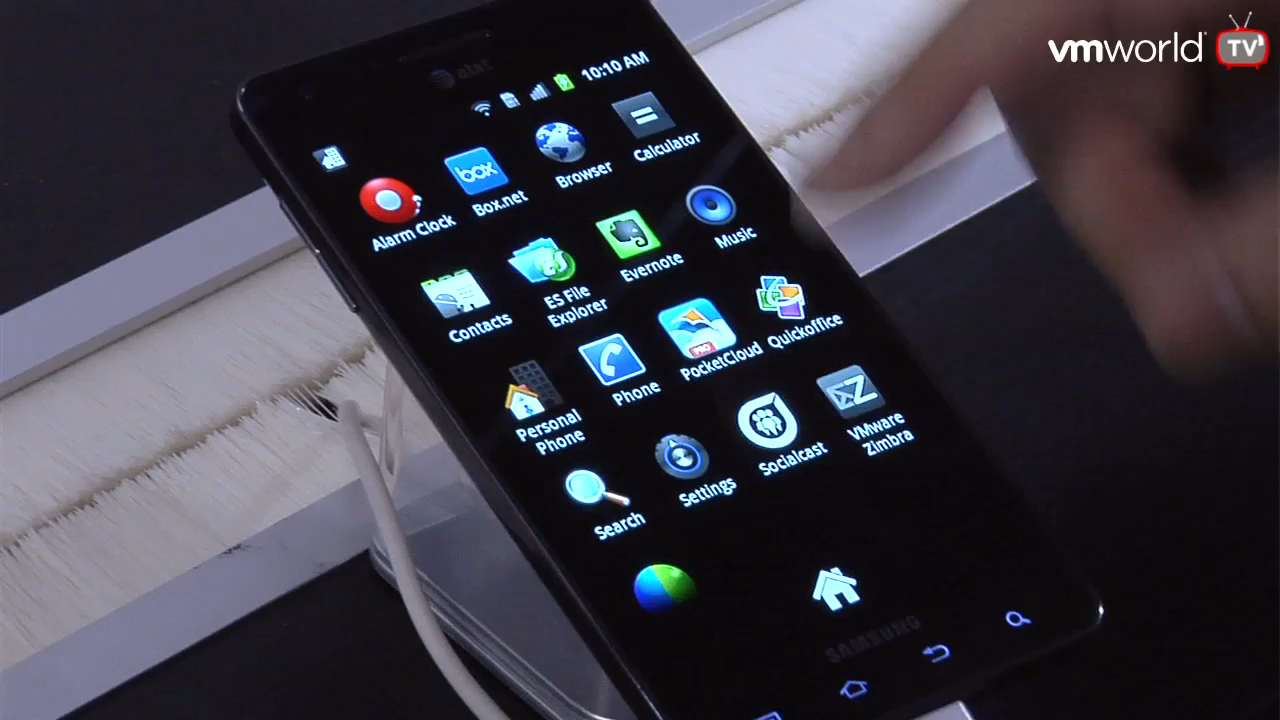 vmworld TV
at&t
10:10 AM
Alarm Clock
box
Box.net
Browser
=
Calculator
Contacts
ES File
Explorer
Evernote
Music
Personal
Phone
Phone
PRO
PocketCloud
Quickoffice
Search
Settings
Socialcast
Z
VMware
Zimbra
SAMSUNG